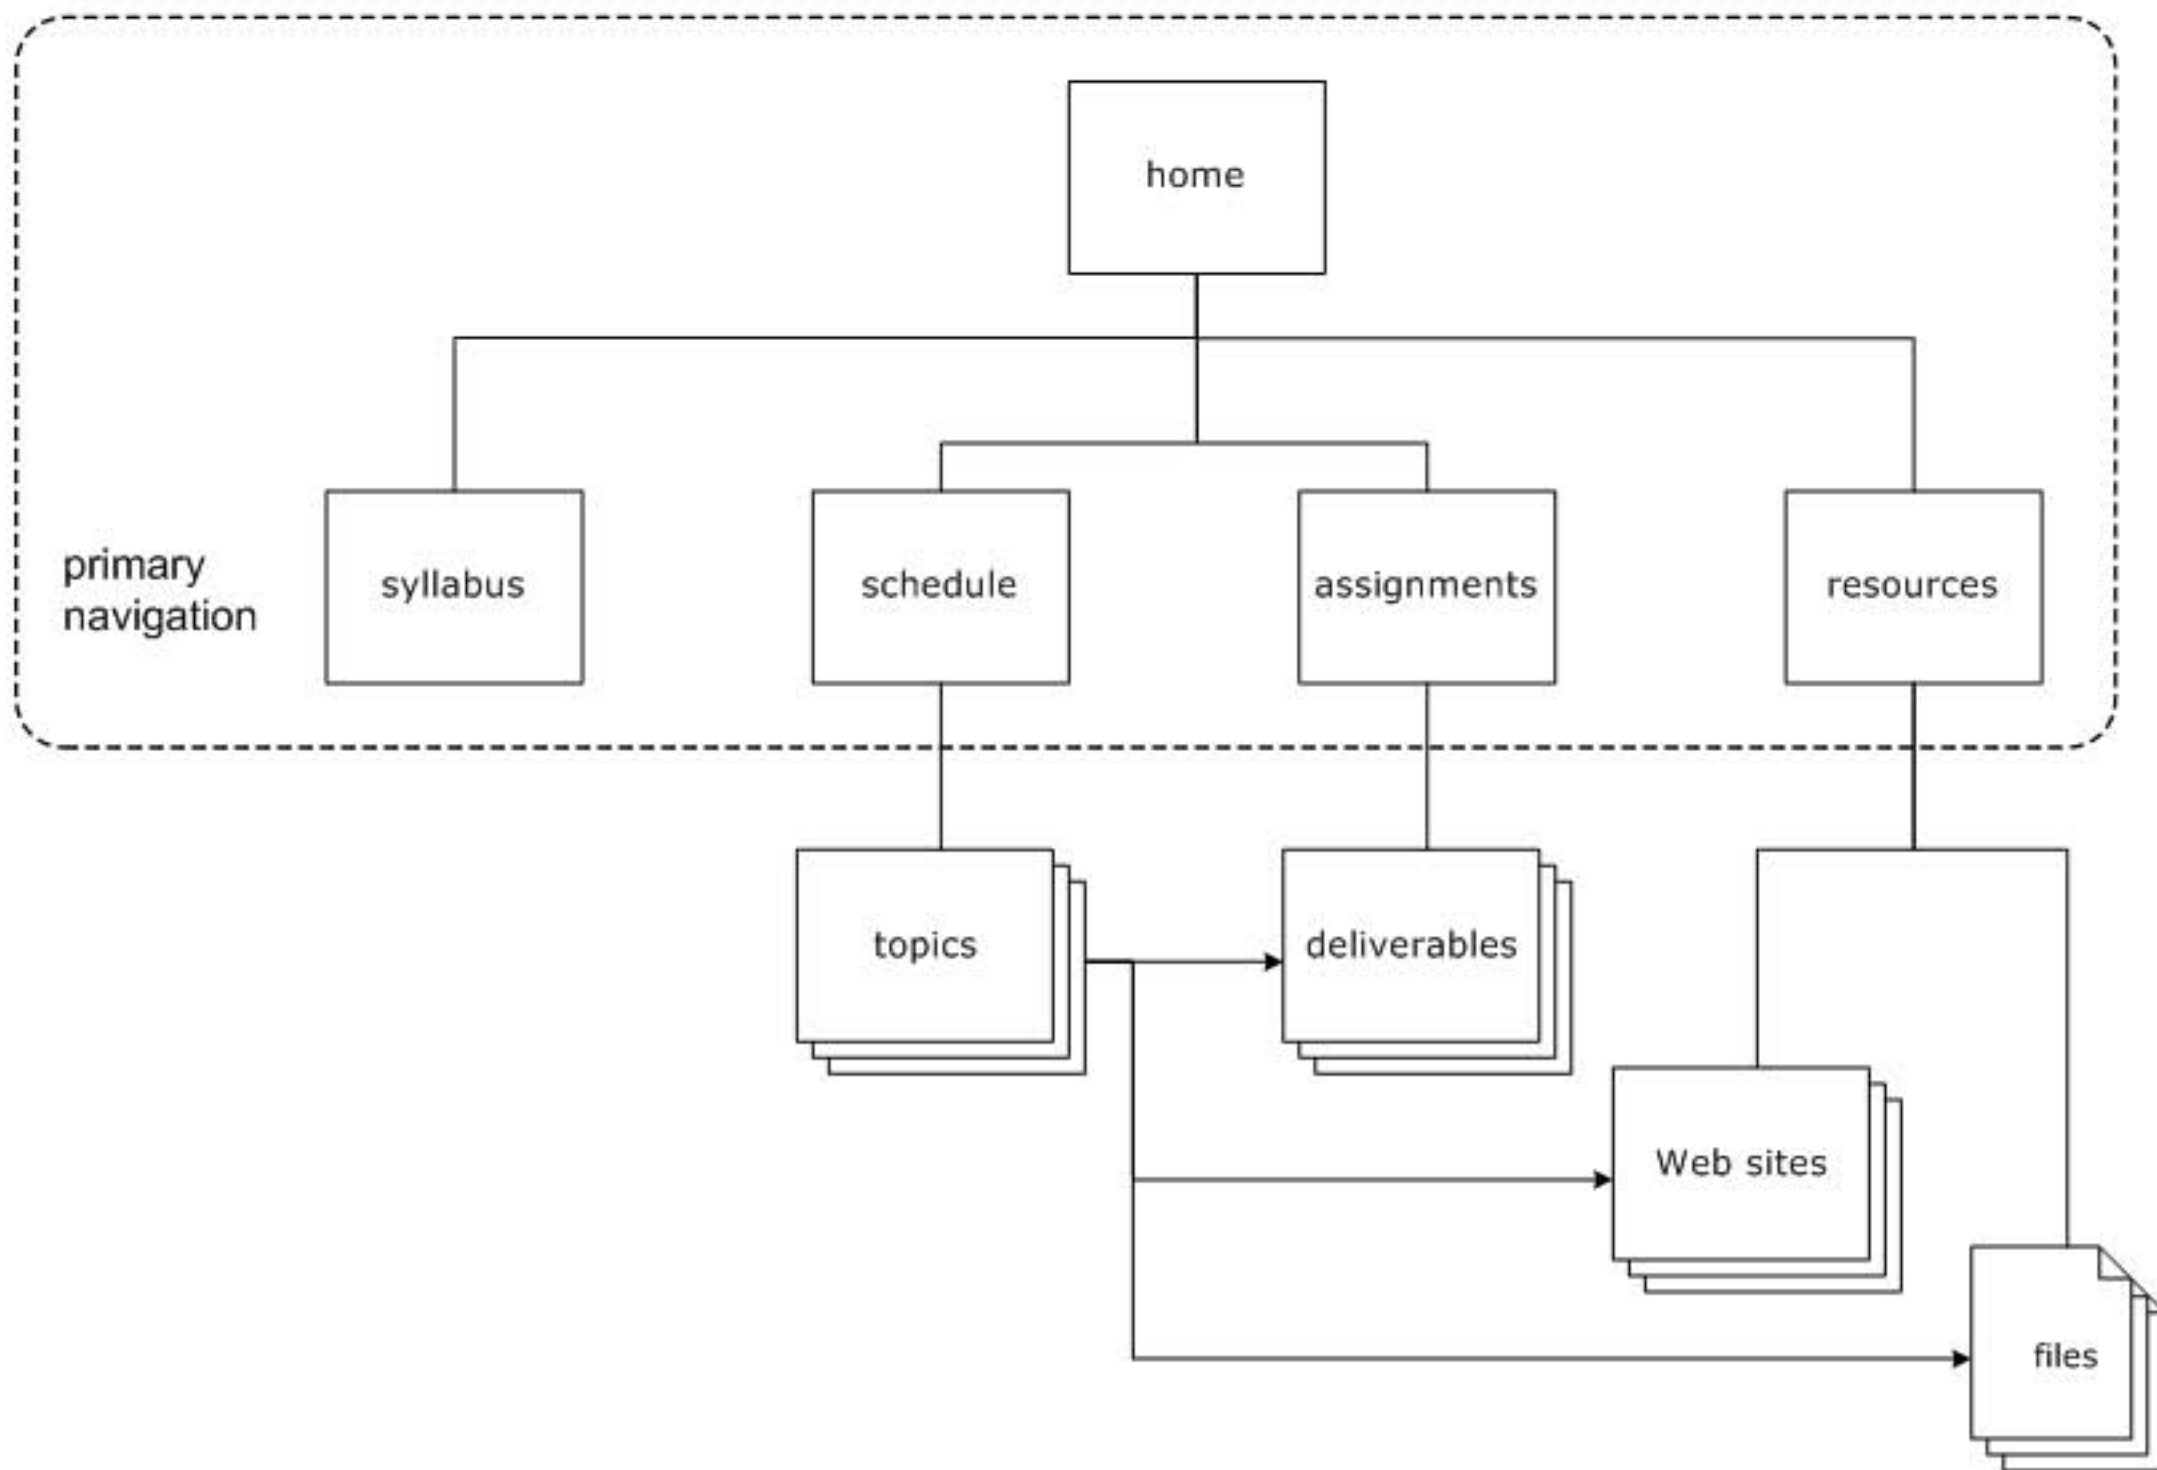 home
primary
navigation
syllabus
schedule
assignments
resources
topics
deliverables
Web sites
files